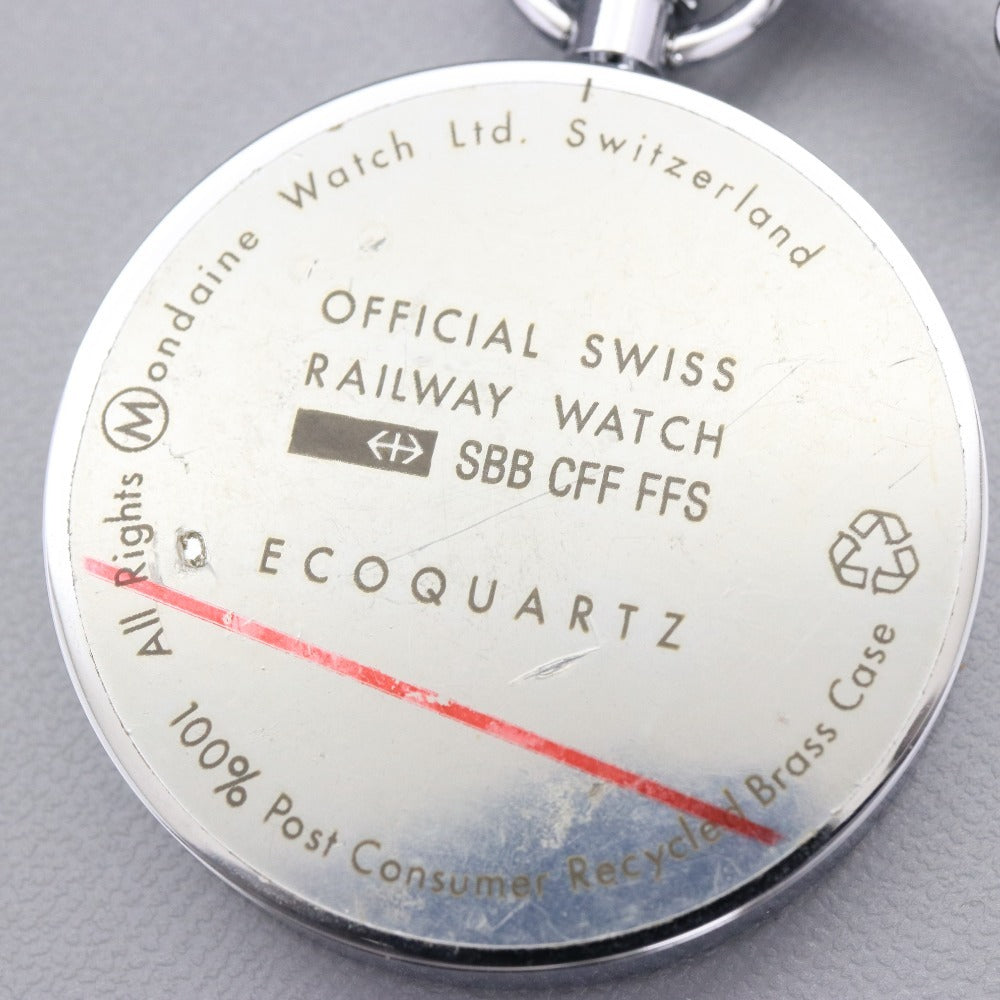 All Rights Mondaine Watch Ltd. Switzerland
OFFICIAL SWISS
RAILWAY WATCH
SBB CFF FFS
ECOQUARTZ
100% Post Consumer Recycled Brass Case